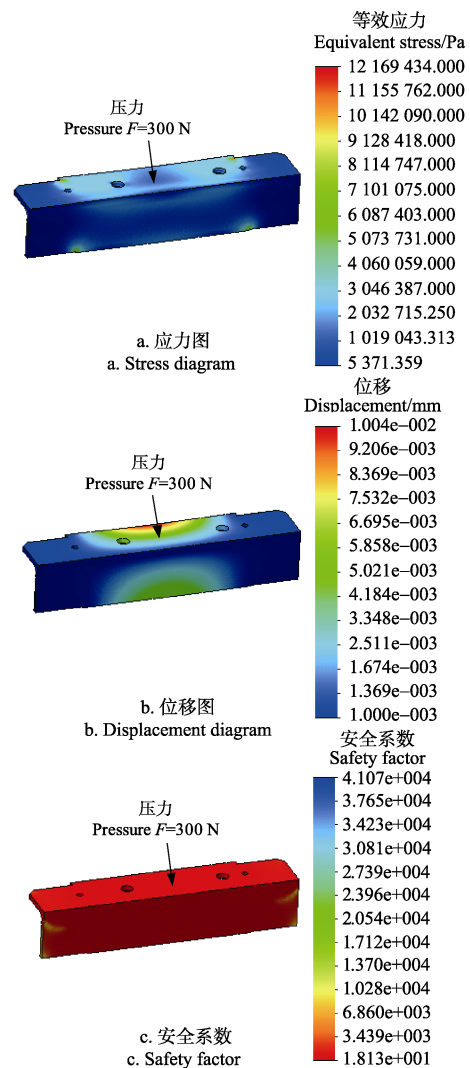 等效应力
Equivalent stress/Pa
12 169 434.000
11 155 762.000
10 142 090.000
9 128 418.000
8 114 747.000
7 101 075.000
6 087 403.000
5 073 731.000
4 060 059.000
3 046 387.000
2 032 715.250
1 019 043.313
5 371.359
压力
Pressure F=300 N
a. 应力图
a. Stress diagram
位移
Displacement/mm
1.004e−002
9.206e−003
8.369e−003
7.532e−003
6.695e−003
5.858e−003
5.021e−003
4.184e−003
3.348e−003
2.511e−003
1.674e−003
1.369e−003
1.000e−003
压力
Pressure F=300 N
b. 位移图
b. Displacement diagram
安全系数
Safety factor
4.107e+004
3.765e+004
3.423e+004
3.081e+004
2.739e+004
2.396e+004
2.054e+004
1.712e+004
1.370e+004
1.028e+004
6.860e+003
3.439e+003
1.813e+001
压力
Pressure F=300 N
c. 安全系数
c. Safety factor